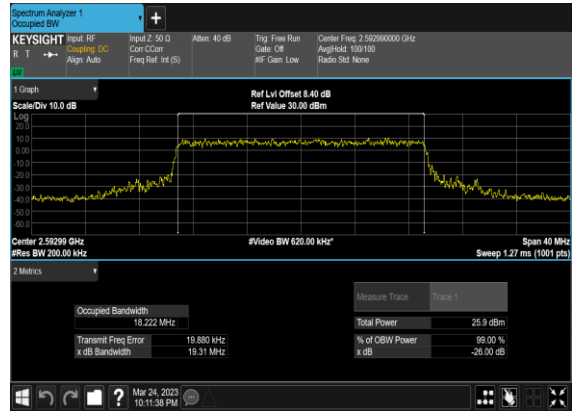 Spectrum Analyzer 1
Occupied BW
KEYSIGHT
R T
LW
Input: RF
Coupling: DC
Align: Auto
Input Z: 50 Ω
Corr CCorr
Freq Ref: Int (S)
Atten: 40 dB
Trig: Free Run
Gate: Off
#IF Gain: Low
Center Freq: 2.592990000 GHz
Avg|Hold: 100/100
Radio Std: None
1 Graph
Scale/Div 10.0 dB
Ref Lvl Offset 8.40 dB
Ref Value 30.00 dBm
Log
20.0
10.0
0.00
-10.0
-20.0
-30.0
-40.0
-50.0
-60.0
Center 2.59299 GHz
#Res BW 200.00 kHz
#Video BW 620.00 kHz*
Span 40 MHz
Sweep 1.27 ms (1001 pts)
2 Metrics
Measure Trace
Trace 1
Occupied Bandwidth
18.222 MHz
Total Power
25.9 dBm
Transmit Freq Error
19.880 kHz
% of OBW Power
99.00 %
x dB Bandwidth
19.31 MHz
x dB
-26.00 dB
Mar 24, 2023
10:11:38 PM